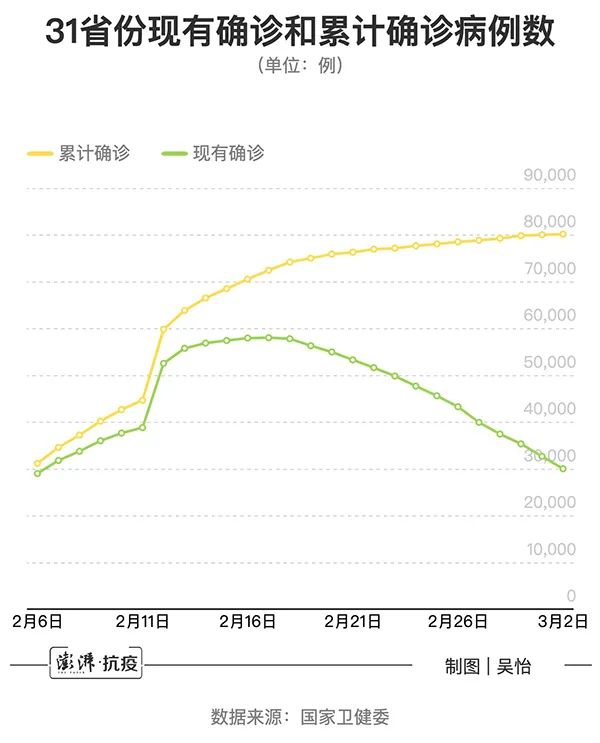 31省份现有确诊和累计确诊病例数
（单位：例）
累计确诊 现有确诊
90,000
80,000
70,000
60,000
50,000
40,000
30,000
20,000
10,000
0
2月6日 2月11日 2月16日 2月21日 2月26日 3月2日
澎湃·抗疫
制图 | 吴怡
数据来源：国家卫健委